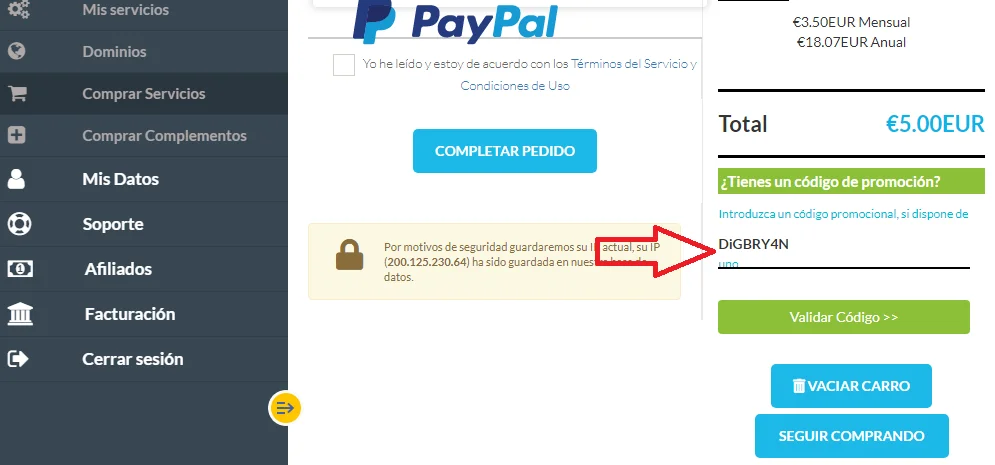 Mis servicios
Dominios
Comprar Servicios
Comprar Complementos
Mis Datos
Soporte
Afiliados
Facturación
Cerrar sesión
PayPal
Yo he leído y estoy de acuerdo con los Términos del Servicio y
Condiciones de Uso
COMPLETAR PEDIDO
Por motivos de seguridad guardaremos su IP actual, su IP
(200.125.230.64) ha sido guardada en nuestra base de
datos.
€3.50EUR Mensual
€18.07EUR Anual
Total €5.00EUR
¿Tienes un código de promoción?
Introduzca un código promocional, si dispone de
DiGBRY4N
uno
Validar Código >>
VACIAR CARRO
SEGUIR COMPRANDO